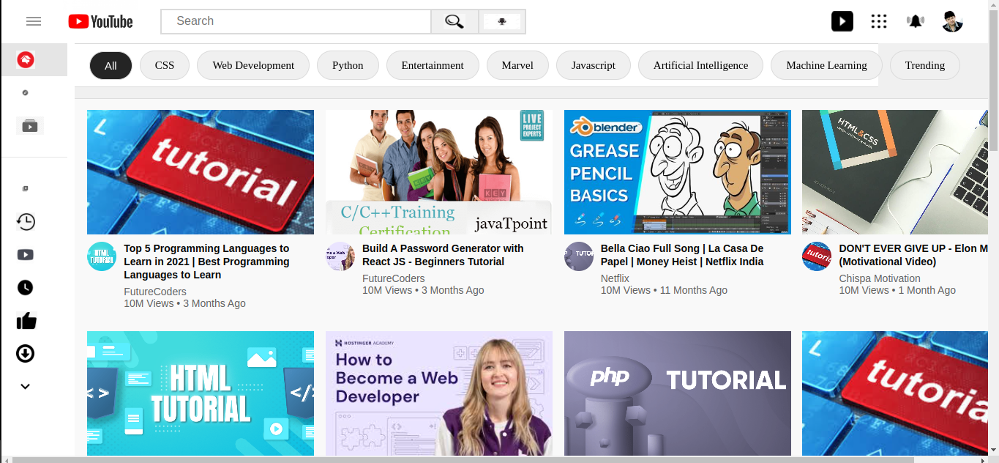 YouTube
Search
All
CSS
Web Development
Python
Entertainment
Marvel
Javascript
Artificial Intelligence
Machine Learning
Trending
L
tutorial
LIVE
PROJECT
EXPERTS
KEY
C/C++Training
Certification
javaTpoint
blender
GREASE
PENCIL
BASICS
HTML&CSS
Top 5 Programming Languages to
Learn in 2021 | Best Programming
Languages to Learn
FutureCoders
10M Views • 3 Months Ago
Build A Password Generator with
React JS - Beginners Tutorial
FutureCoders
10M Views • 3 Months Ago
Bella Ciao Full Song | La Casa De
Papel | Money Heist | Netflix India
Netflix
10M Views • 11 Months Ago
DON'T EVER GIVE UP - Elon M
(Motivational Video)
Chispa Motivation
10M Views • 1 Month Ago
HTML
TUTORIAL
HOSTINGER ACADEMY
How to
Become a Web
Developer
php TUTORIAL
L
tutoria